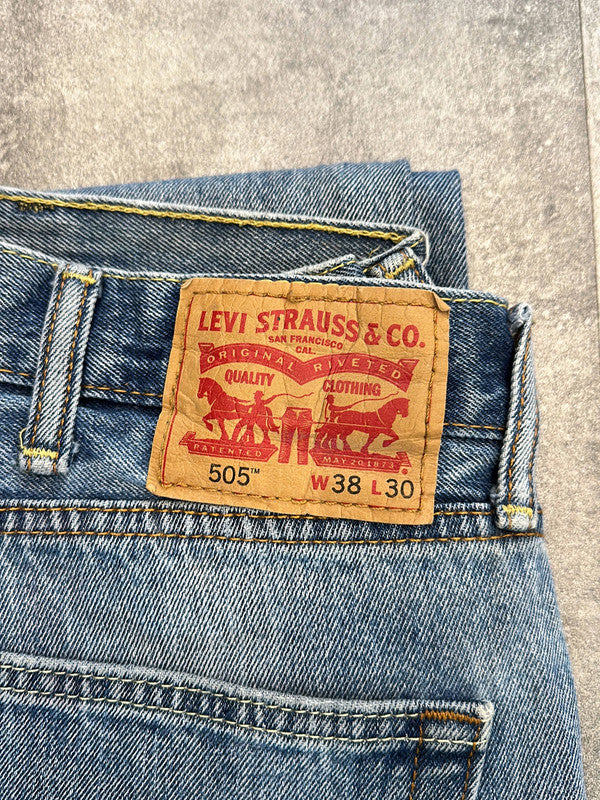 LEVI STRAUSS & CO.
SAN FRANCISCO
CAL.
ORIGINAL RIVETED
QUALITY CLOTHING
PATENTED MAY 20 1873
505™ W38 L30